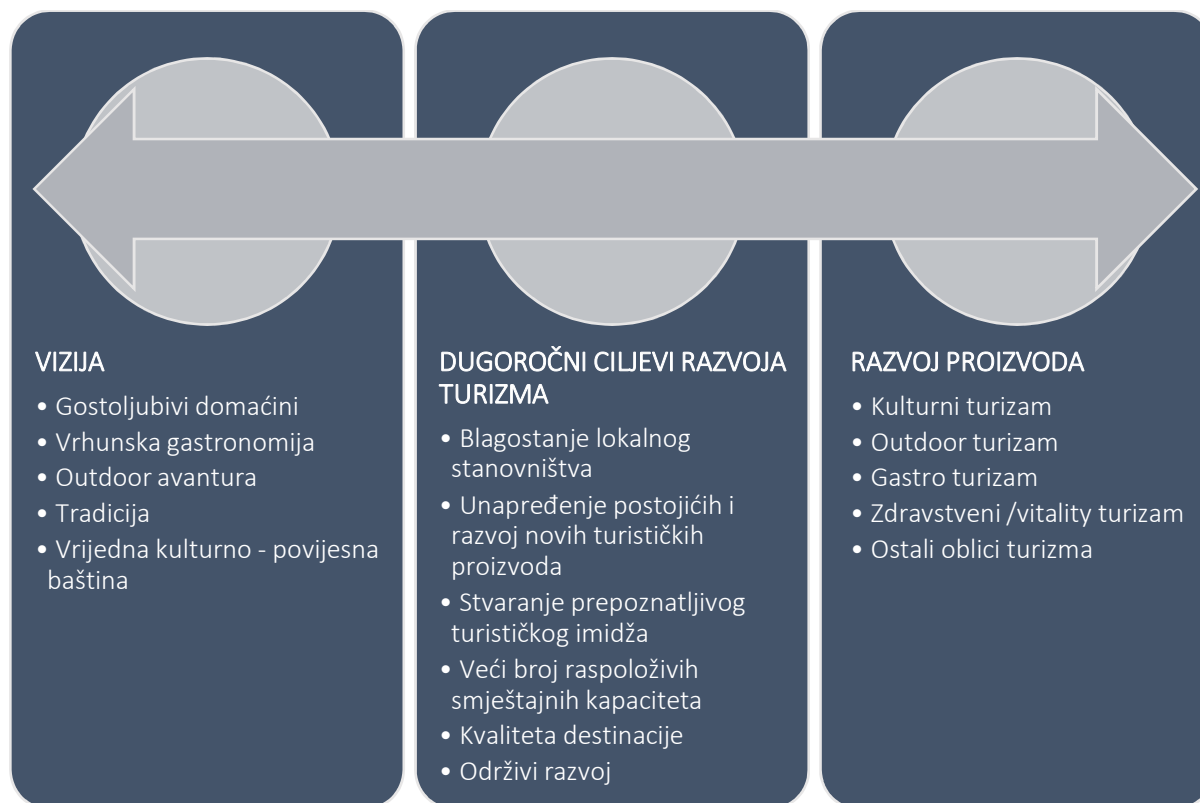 VIZIJA
• Gostoljubivi domaćini
• Vrhunska gastronomija
• Outdoor avantura
• Tradicija
• Vrijedna kulturno - povijesna
baština
DUGOROČNI CILJEVI RAZVOJA
TURIZMA
• Blagostanje lokalnog
stanovništva
• Unapređenje postojićih i
razvoj novih turističkih
proizvoda
• Stvaranje prepoznatljivog
turističkog imidža
• Veći broj raspoloživih
smještajnih kapaciteta
• Kvaliteta destinacije
• Održivi razvoj
RAZVOJ PROIZVODA
• Kulturni turizam
• Outdoor turizam
• Gastro turizam
• Zdravstveni /vitality turizam
• Ostali oblici turizma